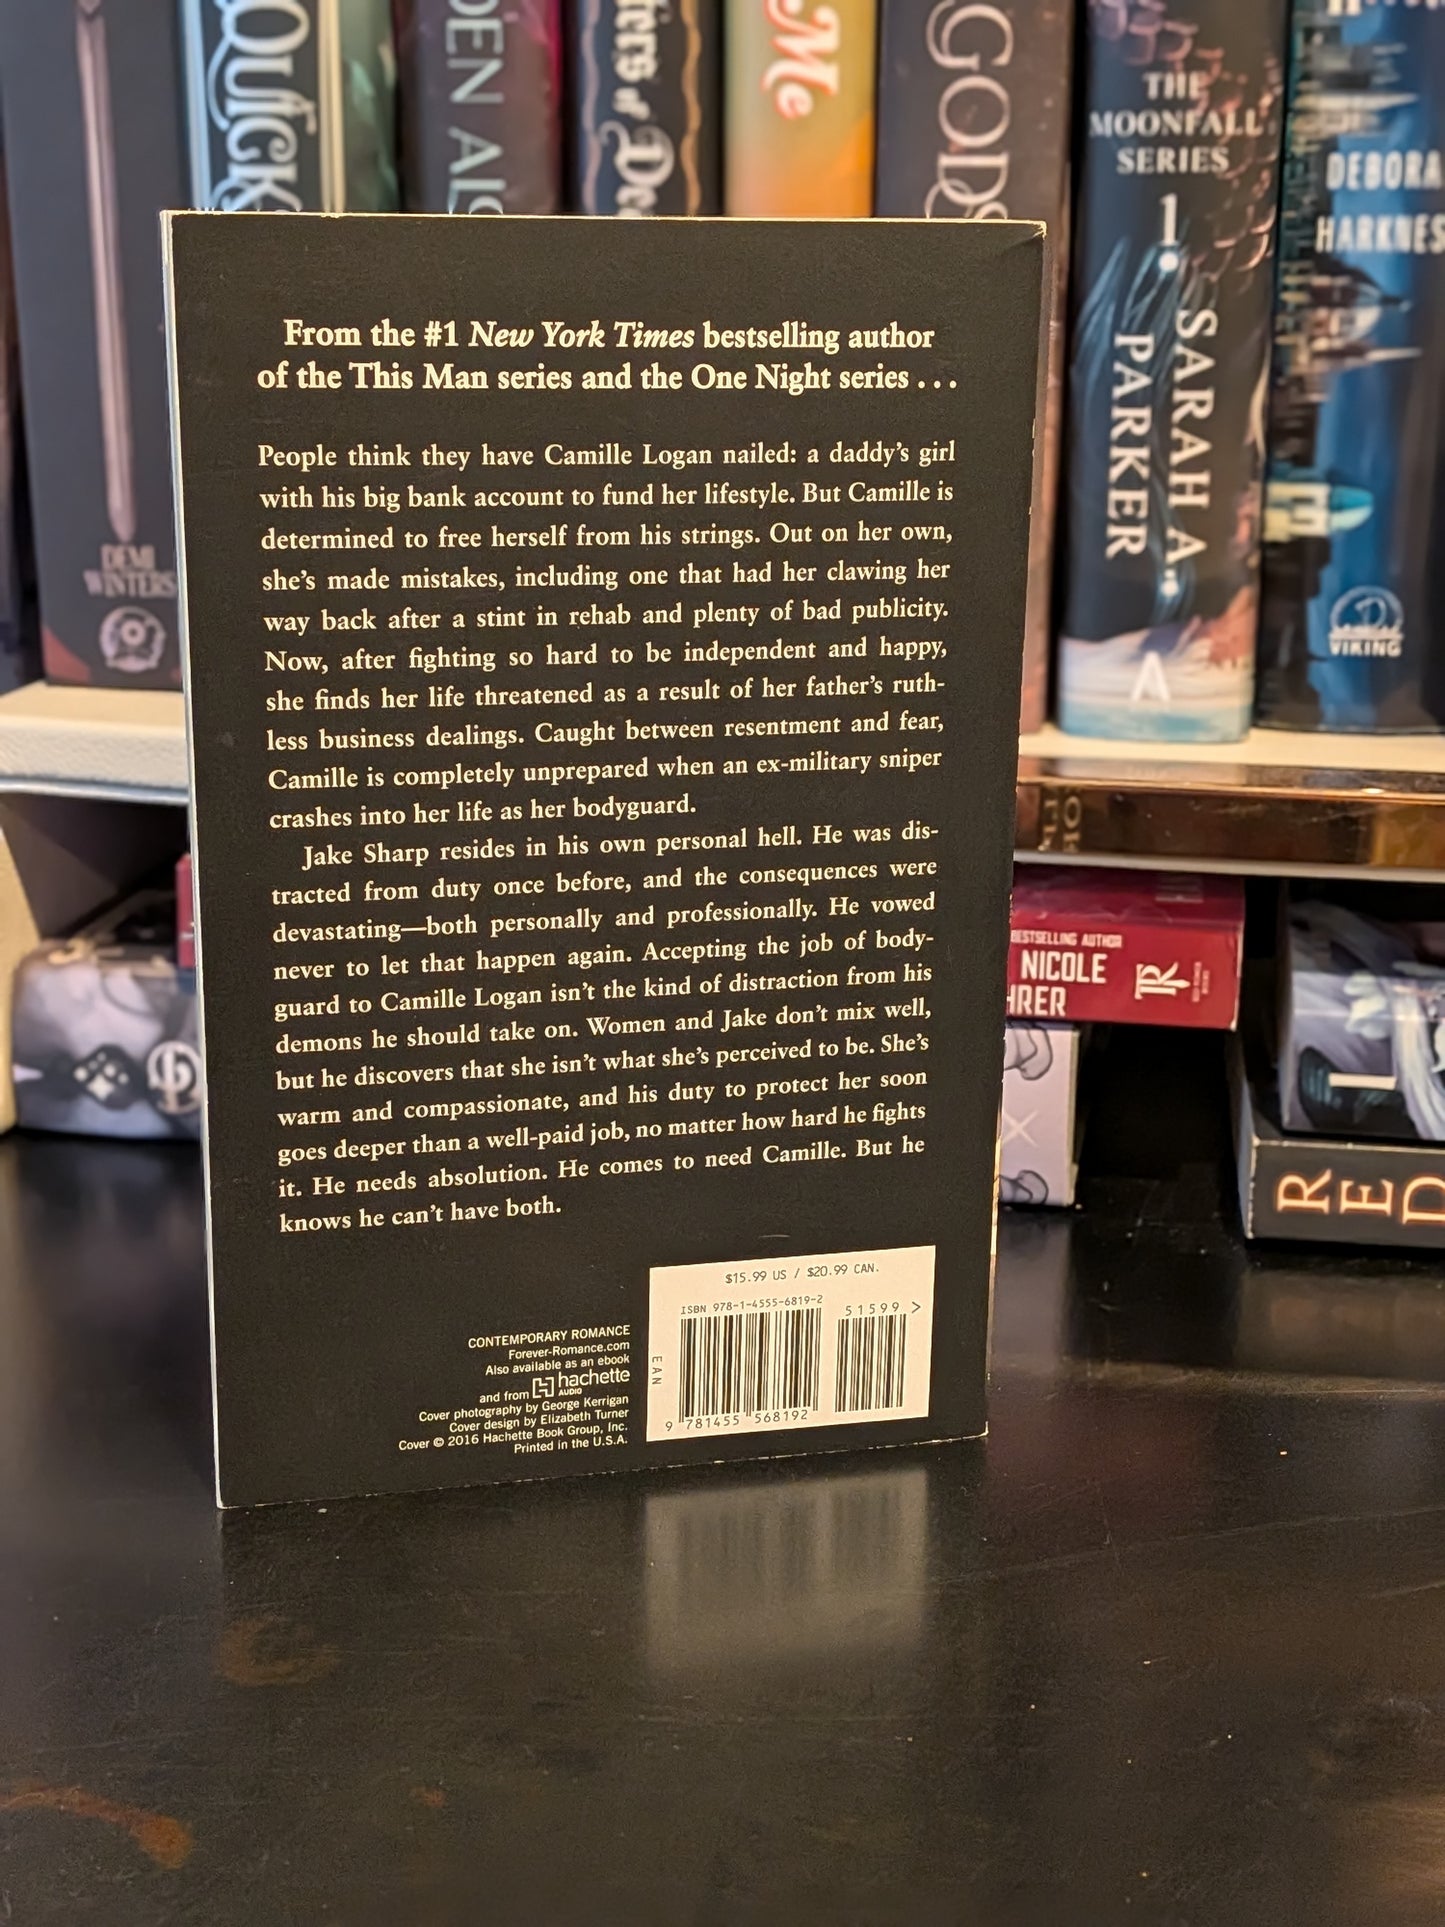 QUICK
DEN
of
Me
GODS
THE
MOONFALL
SERIES
1
SARAH A.
PARKER
DEBORA
HARKNES
VIKING
DEMI
WINTERS
From the #1 New York Times bestselling author
of the This Man series and the One Night series . . .
People think they have Camille Logan nailed: a daddy's girl
with his big bank account to fund her lifestyle. But Camille is
determined to free herself from his strings. Out on her own,
she's made mistakes, including one that had her clawing her
way back after a stint in rehab and plenty of bad publicity.
Now, after fighting so hard to be independent and happy,
she finds her life threatened as a result of her father's ruth-
less business dealings. Caught between resentment and fear,
Camille is completely unprepared when an ex-military sniper
crashes into her life as her bodyguard.
Jake Sharp resides in his own personal hell. He was dis-
tracted from duty once before, and the consequences were
devastating—both personally and professionally. He vowed
never to let that happen again. Accepting the job of body-
guard to Camille Logan isn't the kind of distraction from his
demons he should take on. Women and Jake don't mix well,
but he discovers that she isn't what she's perceived to be. She's
warm and compassionate, and his duty to protect her soon
goes deeper than a well-paid job, no matter how hard he fights
it. He needs absolution. He comes to need Camille. But he
knows he can't have both.
$15.99 US / $20.99 CAN.
ISBN 978-1-4555-6819-2
51599 >
EAN
9 781455 568192
CONTEMPORARY ROMANCE
Forever-Romance.com
Also available as an ebook
and from hachette
AUDIO
Cover photography by George Kerrigan
Cover design by Elizabeth Turner
Cover © 2016 Hachette Book Group, Inc.
Printed in the U.S.A.
BESTSELLING AUTHOR
NICOLE
HRER
RED